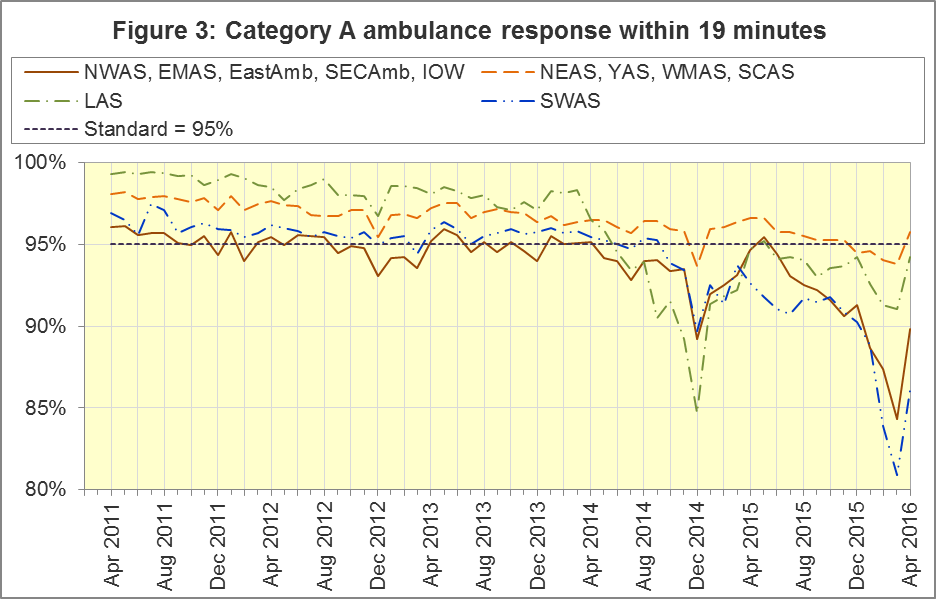 Figure 3: Category A ambulance response within 19 minutes
NWAS, EMAS, EastAmb, SECAmb, IOW
NEAS, YAS, WMAS, SCAS
LAS
SWAS
Standard = 95%
100%
95%
90%
85%
80%
Apr 2011
Aug 2011
Dec 2011
Apr 2012
Aug 2012
Dec 2012
Apr 2013
Aug 2013
Dec 2013
Apr 2014
Aug 2014
Dec 2014
Apr 2015
Aug 2015
Dec 2015
Apr 2016